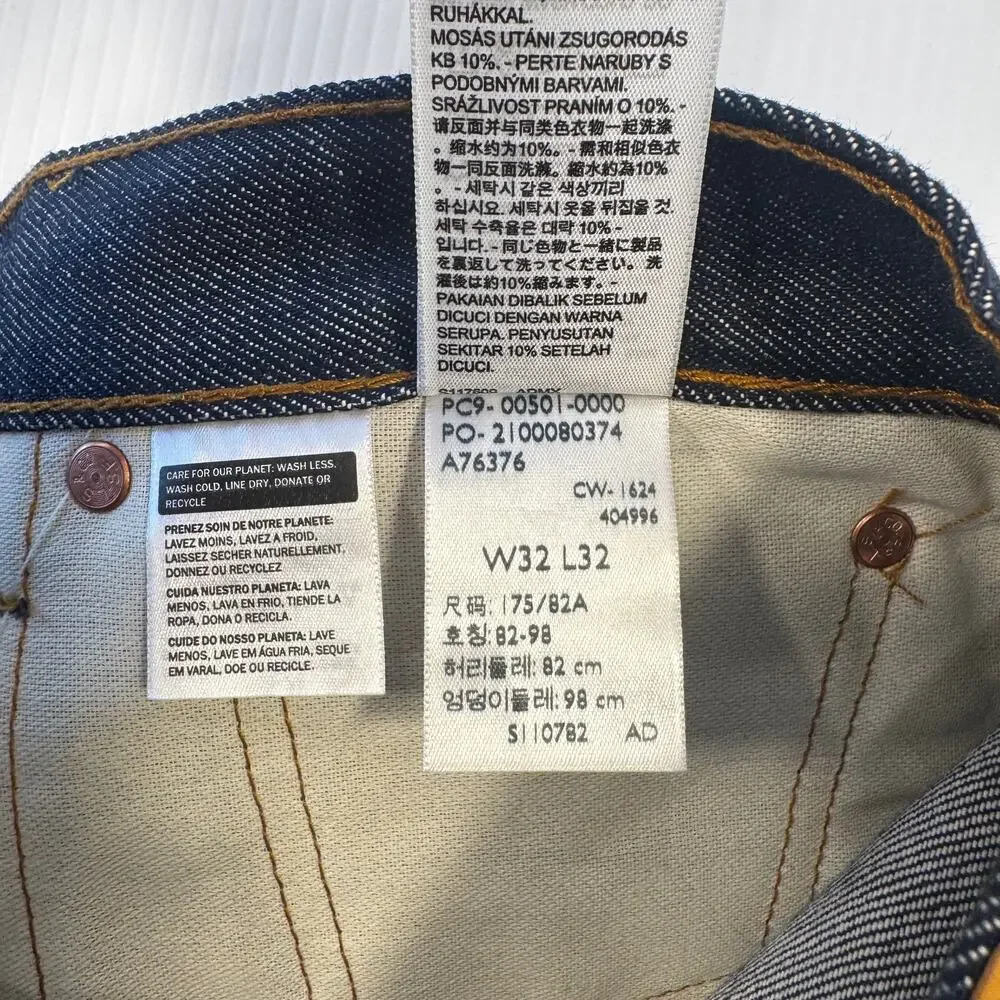 RUHÁKKAL.
MOSÁS UTÁNI ZSUGORODÁS
KB 10%. - PERTE NARUBY S
PODOBNÝMI BARVAMI.
SRÁŽLIVOST PRANÍM O 10%. -
请反面并与同类色衣物一起洗涤
。缩水约为10%。- 需和相似色衣
物一同反面洗滌。縮水約為10%
。- 세탁시 같은 색상끼리
하십시요. 세탁시 옷을 뒤집을 것.
세탁 수축율은 대략 10% -
입니다. - 同じ色物と一緒に製品
を裏返して洗ってください。洗
濯後は約10%縮みます。-
PAKAIAN DIBALIK SEBELUM
DICUCI DENGAN WARNA
SERUPA. PENYUSUTAN
SEKITAR 10% SETELAH
DICUCI.
PC9- 00501-0000
PO- 2100080374
A76376
CW- 1624
404996
W32 L32
尺码: 175/82A
호칭: 82-98
허리둘레: 82 cm
엉덩이둘레: 98 cm
S110782 AD
CARE FOR OUR PLANET: WASH LESS,
WASH COLD, LINE DRY, DONATE OR
RECYCLE
PRENEZ SOIN DE NOTRE PLANETE:
LAVEZ MOINS, LAVEZ A FROID,
LAISSEZ SECHER NATURELLEMENT,
DONNEZ OU RECYCLEZ
CUIDA NUESTRO PLANETA: LAVA
MENOS, LAVA EN FRIO, TIENDE LA
ROPA, DONA O RECICLA.
CUIDE DO NOSSO PLANETA: LAVE
MENOS, LAVE EM ÁGUA FRIA, SEQUE
EM VARAL, DOE OU RECICLE.